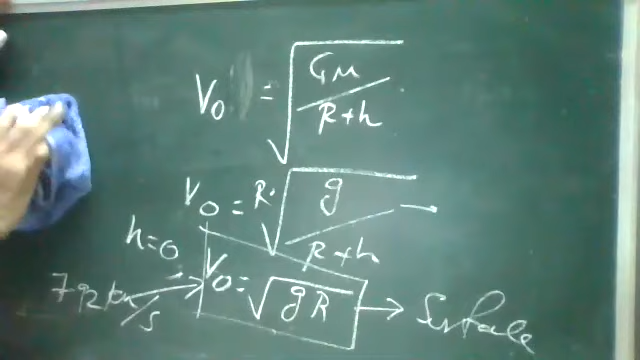 V₀ = √(GM/R+h)
V₀ = R √(g/R+h) →
h=0
7.92 km/s → V₀ = √gR → Surface